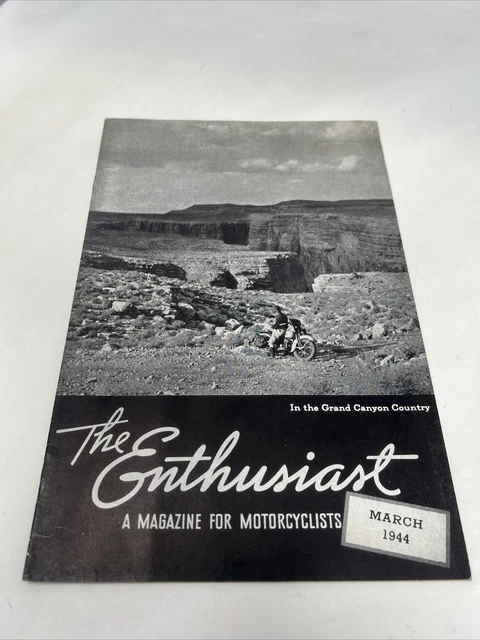 In the Grand Canyon Country
The
Enthusiast
A MAGAZINE FOR MOTORCYCLISTS
MARCH
1944